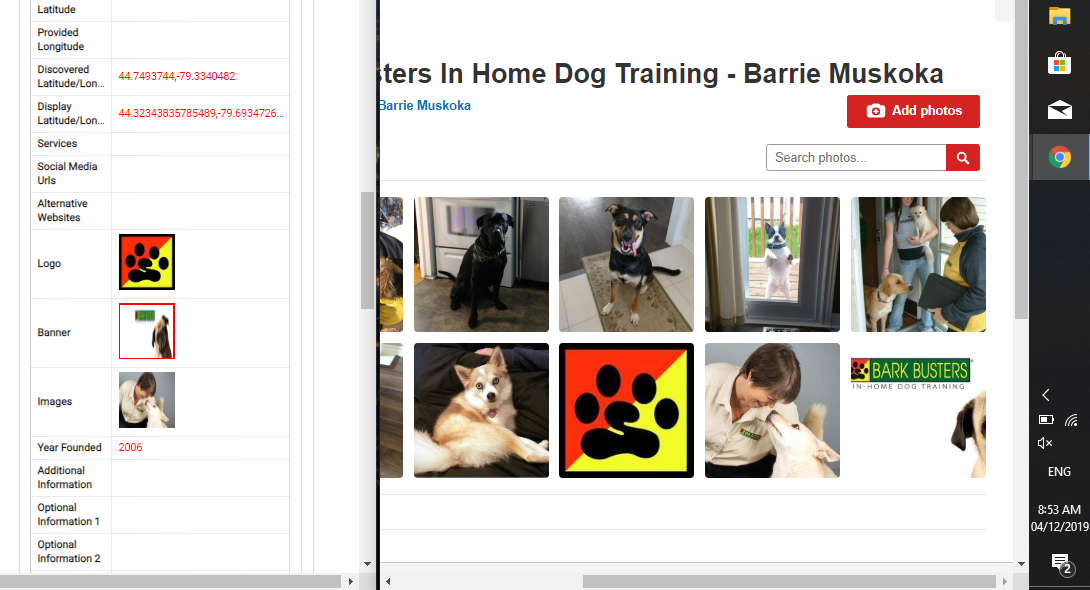 Latitude
Provided
Longitude
Discovered
Latitude/Lon...
44.7493744,-79.3340482
Display
Latitude/Lon...
44.32343835785489,-79.6934726...
Services
Social Media
Urls
Alternative
Websites
Logo
Banner
Images
Year Founded
2006
Additional
Information
Optional
Information 1
Optional
Information 2
sters In Home Dog Training - Barrie Muskoka
Barrie Muskoka
Add photos
Search photos...
BARK BUSTERS
IN-HOME DOG TRAINING
ENG
8:53 AM
04/12/2019
2